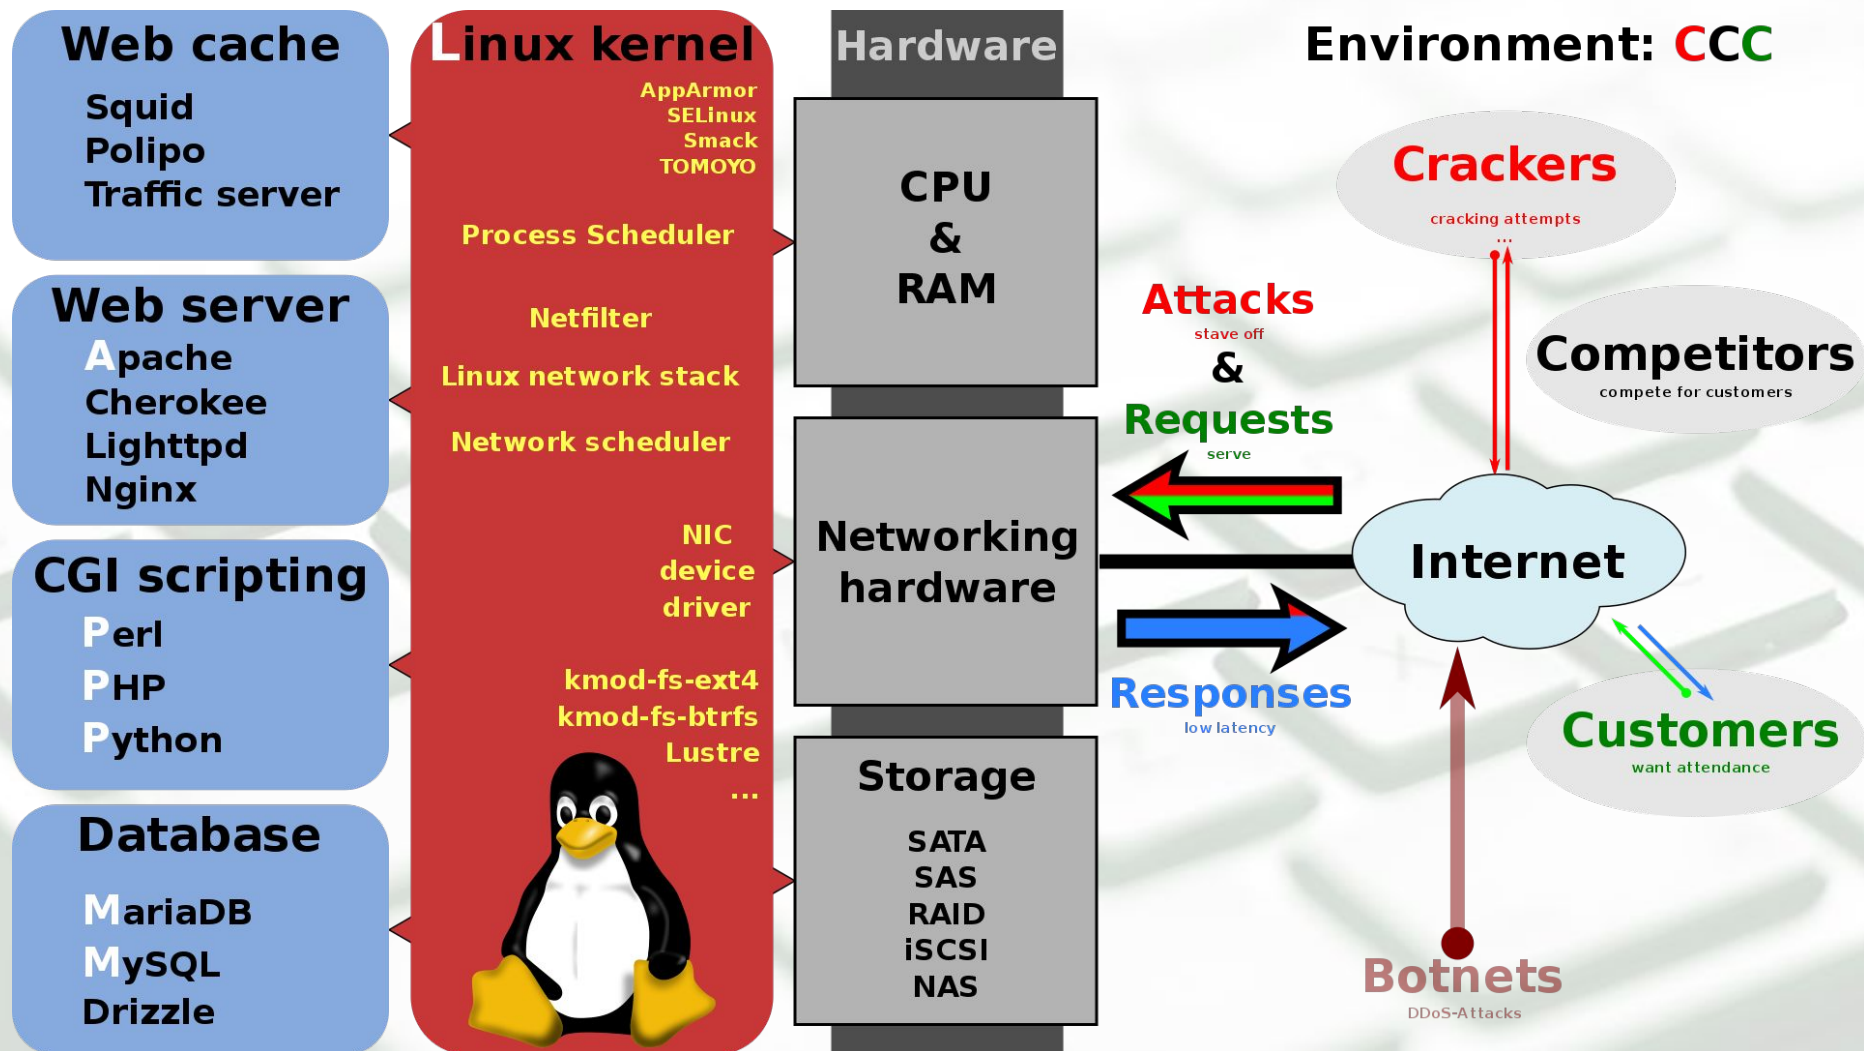 Web cache
Squid
Polipo
Traffic server
Web server
Apache
Cherokee
Lighttpd
Nginx
CGI scripting
Perl
PHP
Python
Database
MariaDB
MySQL
Drizzle
Linux kernel
AppArmor
SELinux
Smack
TOMOYO
Process Scheduler
Netfilter
Linux network stack
Network scheduler
NIC
device
driver
kmod-fs-ext4
kmod-fs-btrfs
Lustre
...
Hardware
CPU
&
RAM
Networking
hardware
Storage
SATA
SAS
RAID
iSCSI
NAS
Attacks
stave off
&
Requests
serve
Responses
low latency
Environment: CCC
Crackers
cracking attempts
...
Competitors
compete for customers
Internet
Customers
want attendance
Botnets
DDoS-Attacks